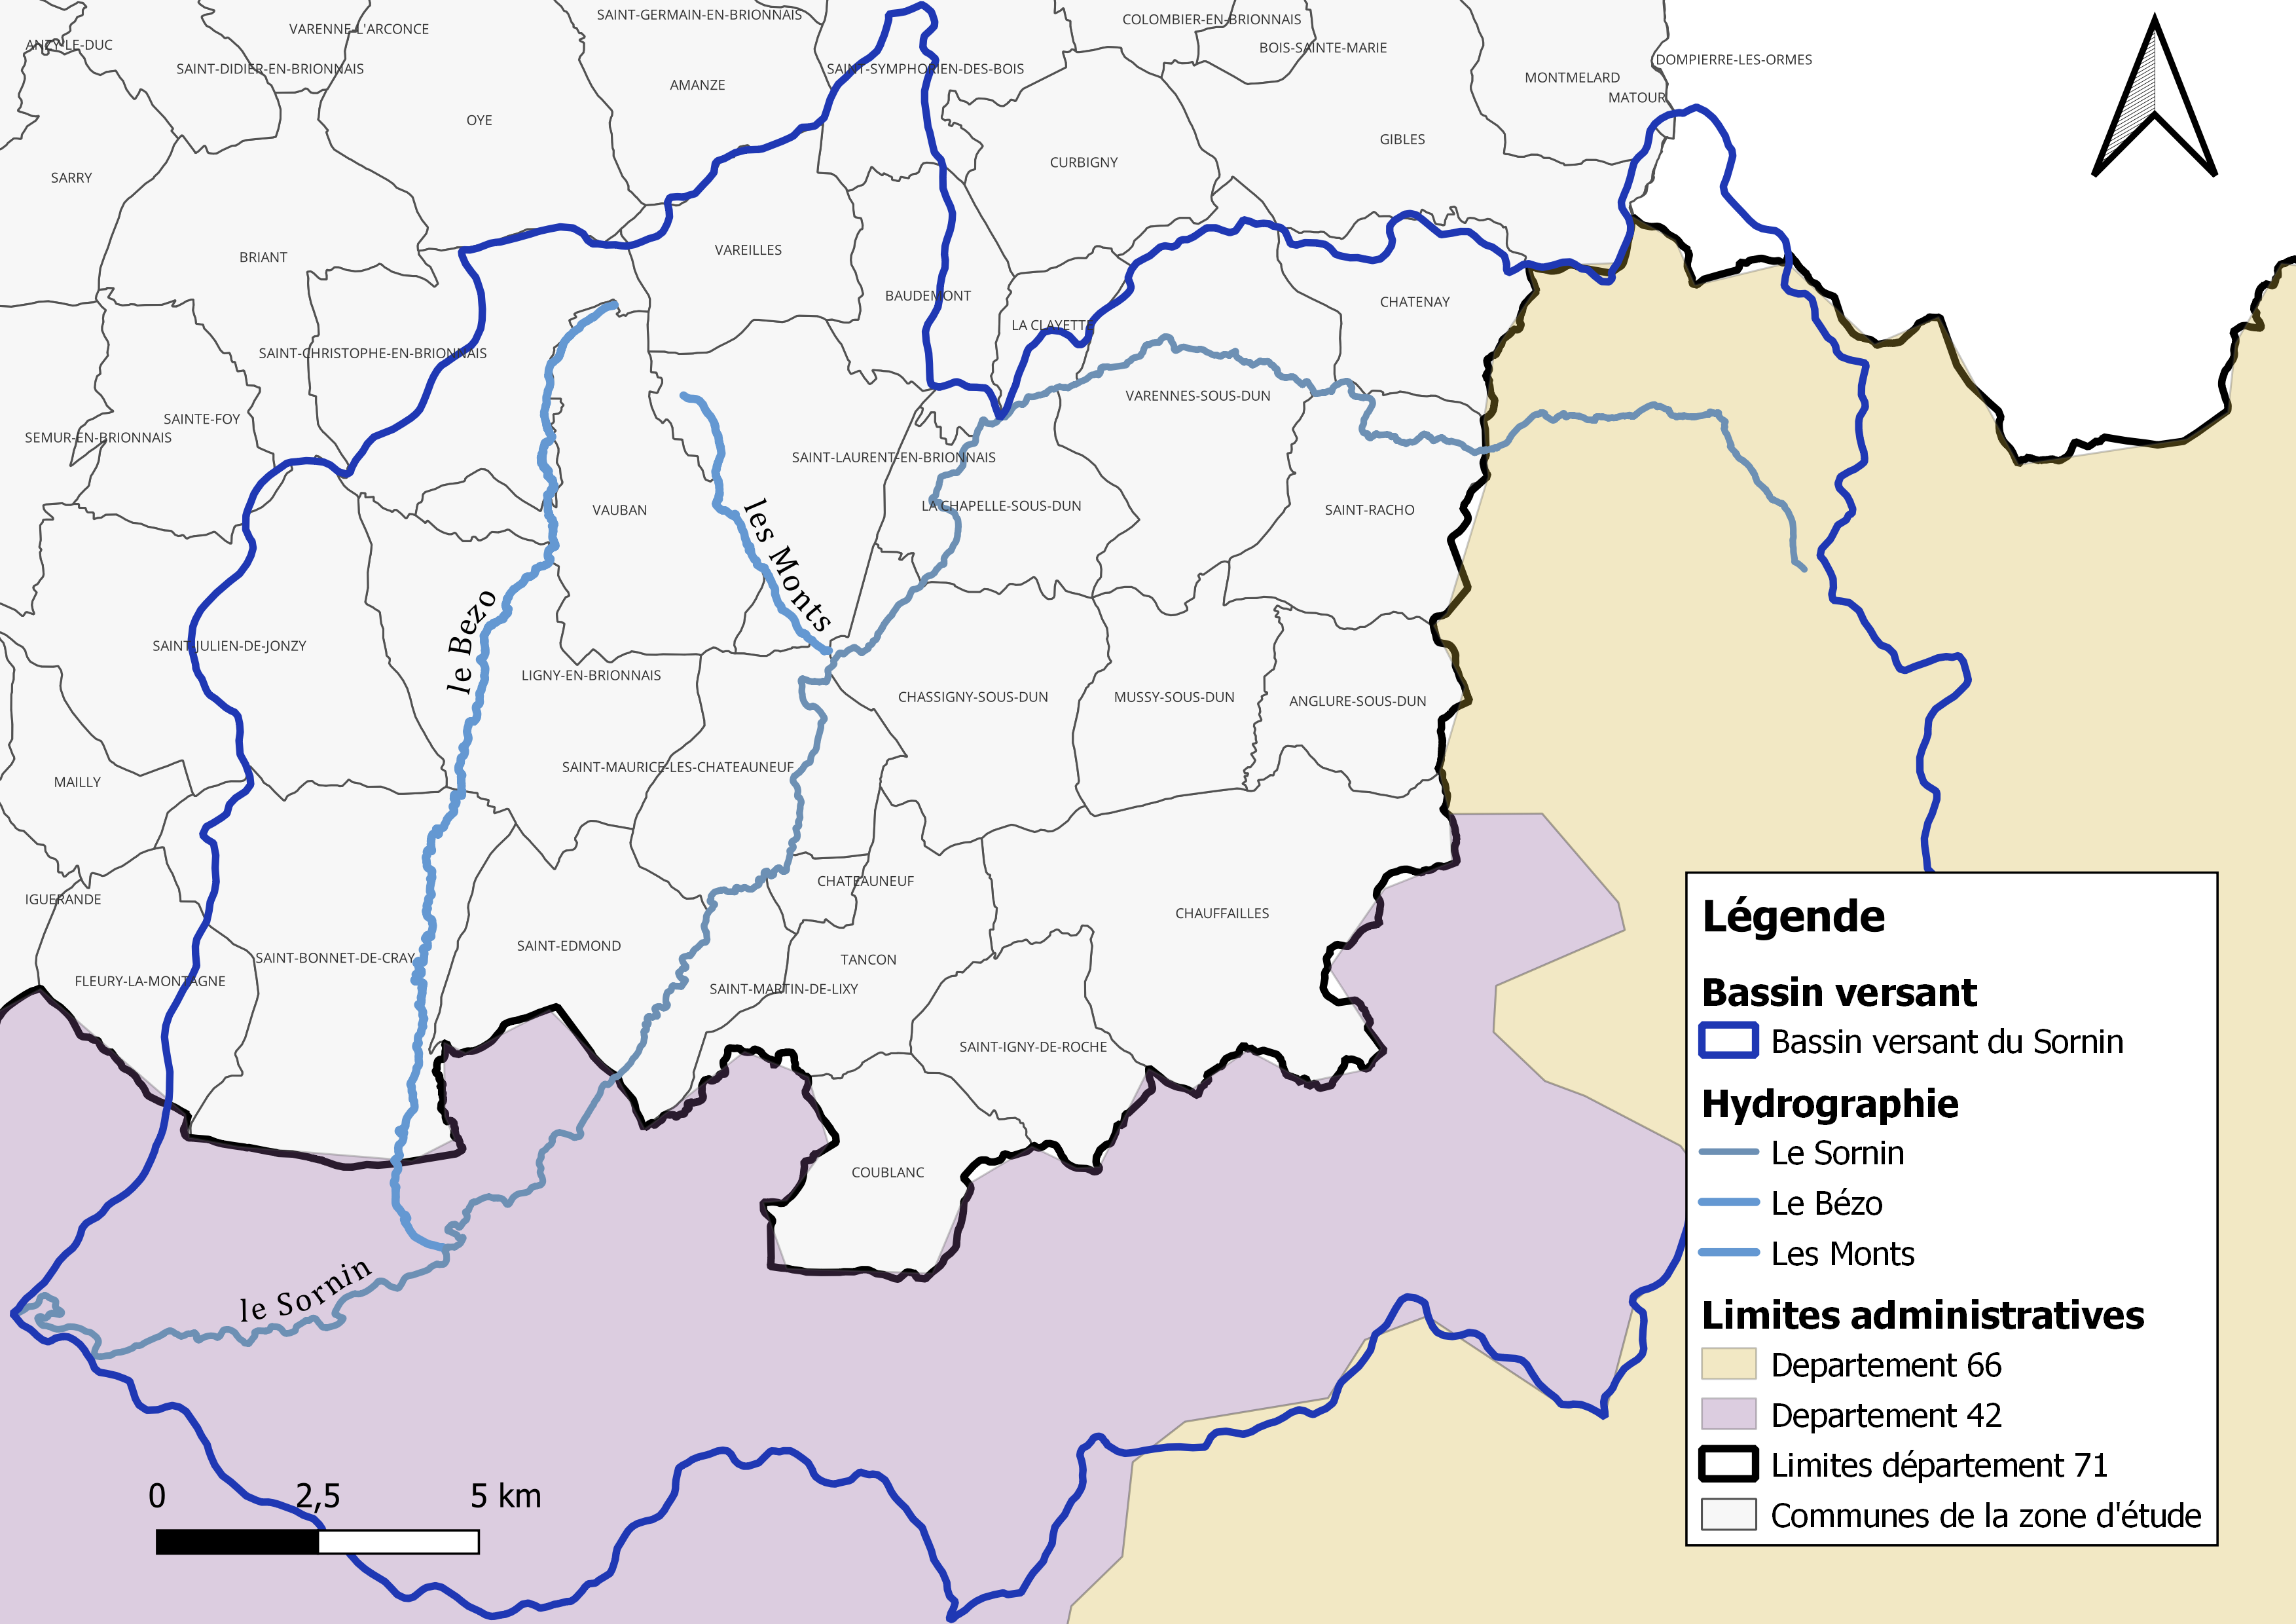 SAINT-GERMAIN-EN-BRIONNAIS
COLOMBIER-EN-BRIONNAIS
VARENNE-L'ARCONCE
ANZY-LE-DUC
BOIS-SAINTE-MARIE
DOMPIERRE-LES-ORMES
SAINT-DIDIER-EN-BRIONNAIS
SAINT-SYMPHORIEN-DES-BOIS
MONTMELARD
AMANZE
MATOUR
OYE
GIBLES
CURBIGNY
SARRY
VAREILLES
BRIANT
BAUDEMONT
CHATENAY
LA CLAYETTE
SAINT-CHRISTOPHE-EN-BRIONNAIS
VARENNES-SOUS-DUN
SAINTE-FOY
SEMUR-EN-BRIONNAIS
SAINT-LAURENT-EN-BRIONNAIS
LA CHAPELLE-SOUS-DUN
VAUBAN
SAINT-RACHO
les Monts
le Bezo
SAINT-JULIEN-DE-JONZY
LIGNY-EN-BRIONNAIS
CHASSIGNY-SOUS-DUN
MUSSY-SOUS-DUN
ANGLURE-SOUS-DUN
SAINT-MAURICE-LES-CHATEAUNEUF
MAILLY
CHATEAUNEUF
IGUERANDE
CHAUFFAILLES
SAINT-EDMOND
SAINT-BONNET-DE-CRAY
TANCON
FLEURY-LA-MONTAGNE
SAINT-MARTIN-DE-LIXY
SAINT-IGNY-DE-ROCHE
COUBLANC
le Sornin
0 2,5 5 km
Légende
Bassin versant
Bassin versant du Sornin
Hydrographie
Le Sornin
Le Bézo
Les Monts
Limites administratives
Departement 66
Departement 42
Limites département 71
Communes de la zone d'étude